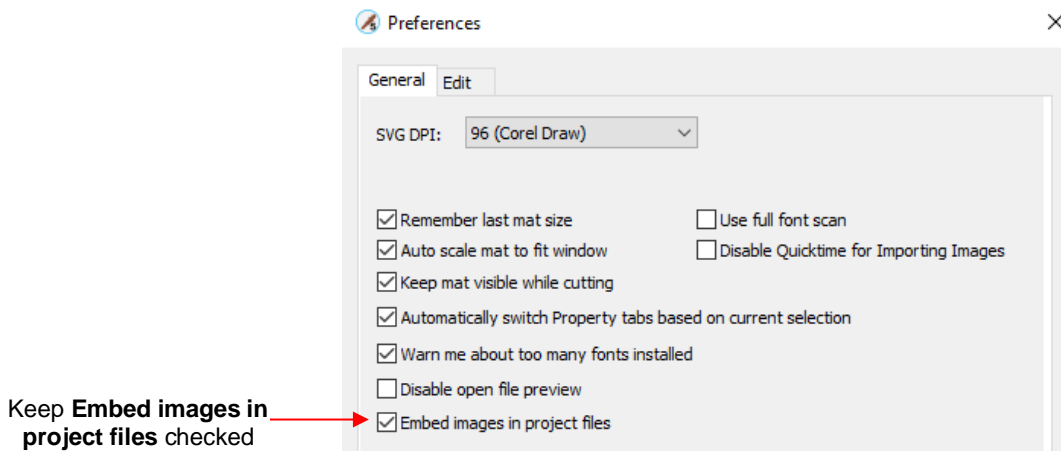 Preferences
General Edit
SVG DPI: 96 (Corel Draw)
Remember last mat size Use full font scan
Auto scale mat to fit window Disable Quicktime for Importing Images
Keep mat visible while cutting
Automatically switch Property tabs based on current selection
Warn me about too many fonts installed
Disable open file preview
Keep Embed images in
project files checked
Embed images in project files